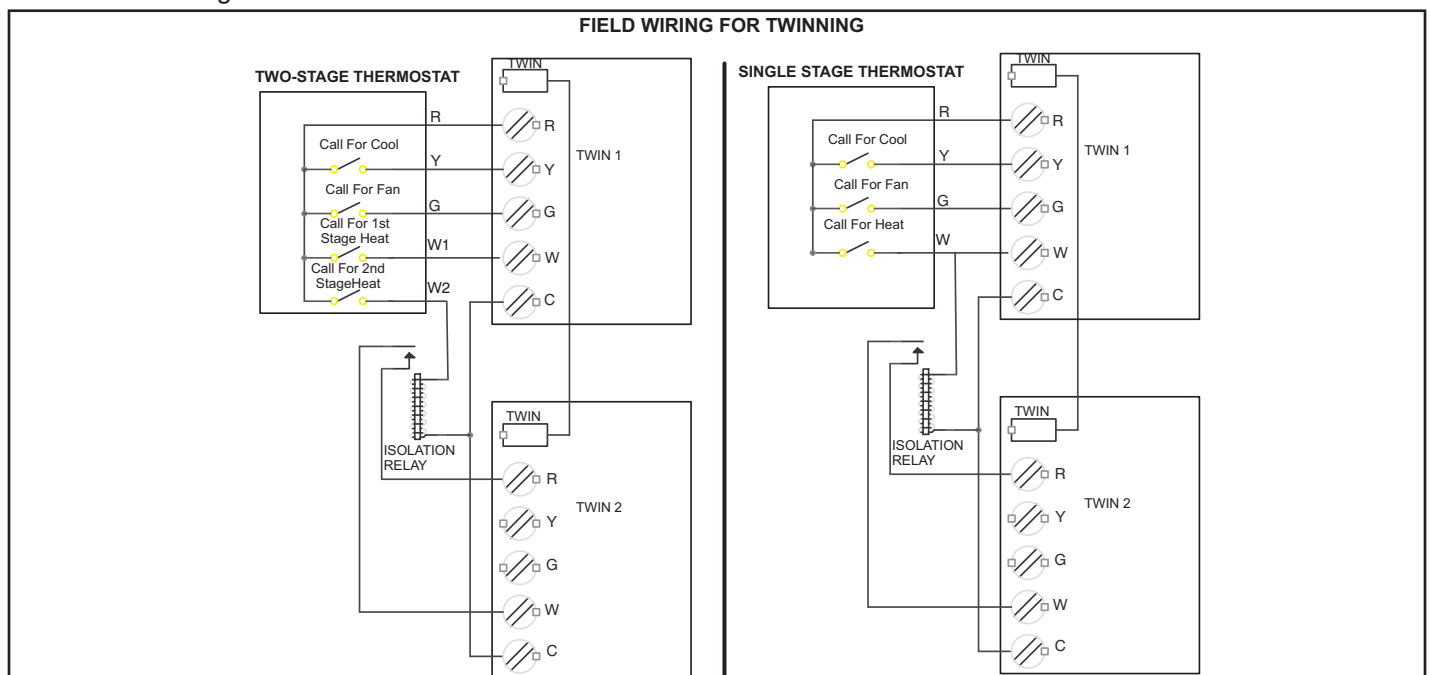 FIELD WIRING FOR TWINNING
TWO-STAGE THERMOSTAT
TWIN
R
R
Call For Cool
Y
Y
TWIN 1
Call For Fan
G
G
Call For 1st
Stage Heat
W1
W
Call For 2nd
StageHeat
W2
C
ISOLATION
RELAY
TWIN
R
TWIN 2
Y
G
W
C
SINGLE STAGE THERMOSTAT
TWIN
R
R
Call For Cool
Y
Y
TWIN 1
Call For Fan
G
G
Call For Heat
W
W
C
ISOLATION
RELAY
TWIN
R
TWIN 2
Y
G
W
C